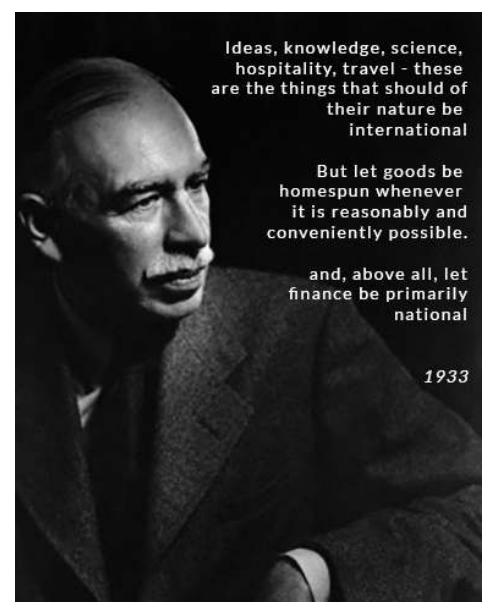 Ideas, knowledge, science,
hospitality, travel - these
are the things that should of
their nature be
international
But let goods be
homespun whenever
it is reasonably and
conveniently possible.
and, above all, let
finance be primarily
national
1933